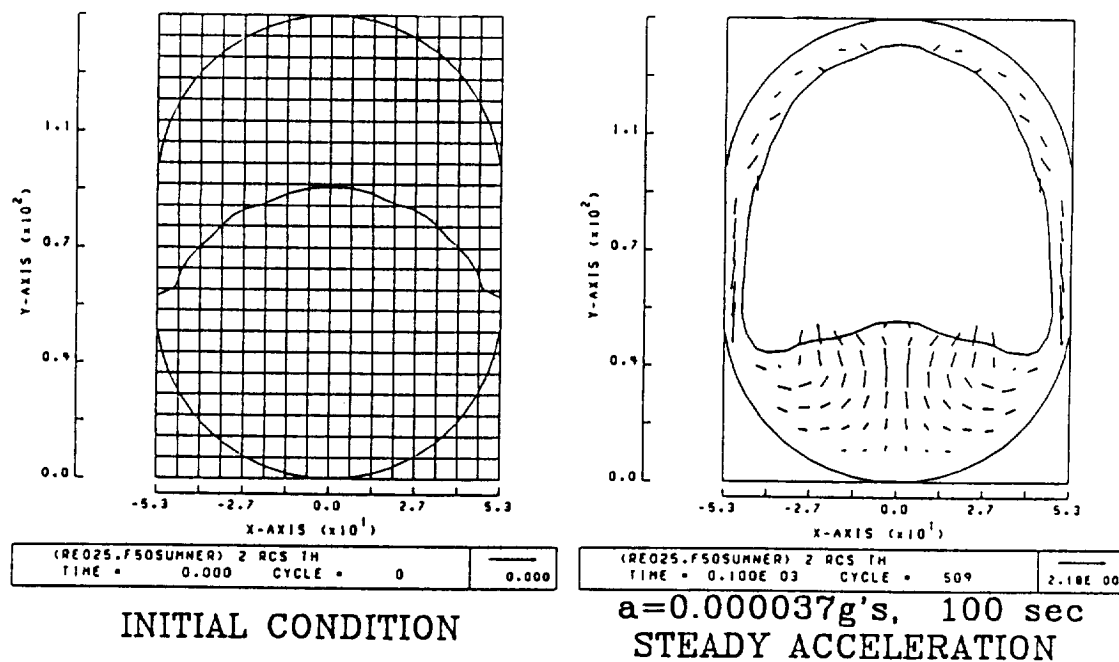 1.1
0.7
0.4
0.0
Y-AXIS (x10²)
-5.3 -2.7 0.0 2.7 5.3
X-AXIS (x10¹)
(RE025.F50SUMNER) 2 RCS TH
TIME = 0.000 CYCLE = 0
0.000
INITIAL CONDITION
1.1
0.7
0.4
0.0
Y-AXIS (x10²)
-5.3 -2.7 0.0 2.7 5.3
X-AXIS (x10¹)
(RE025.F50SUMNER) 2 RCS TH
TIME = 0.100E 03 CYCLE = 509
2.18E 00
a=0.000037g's, 100 sec
STEADY ACCELERATION